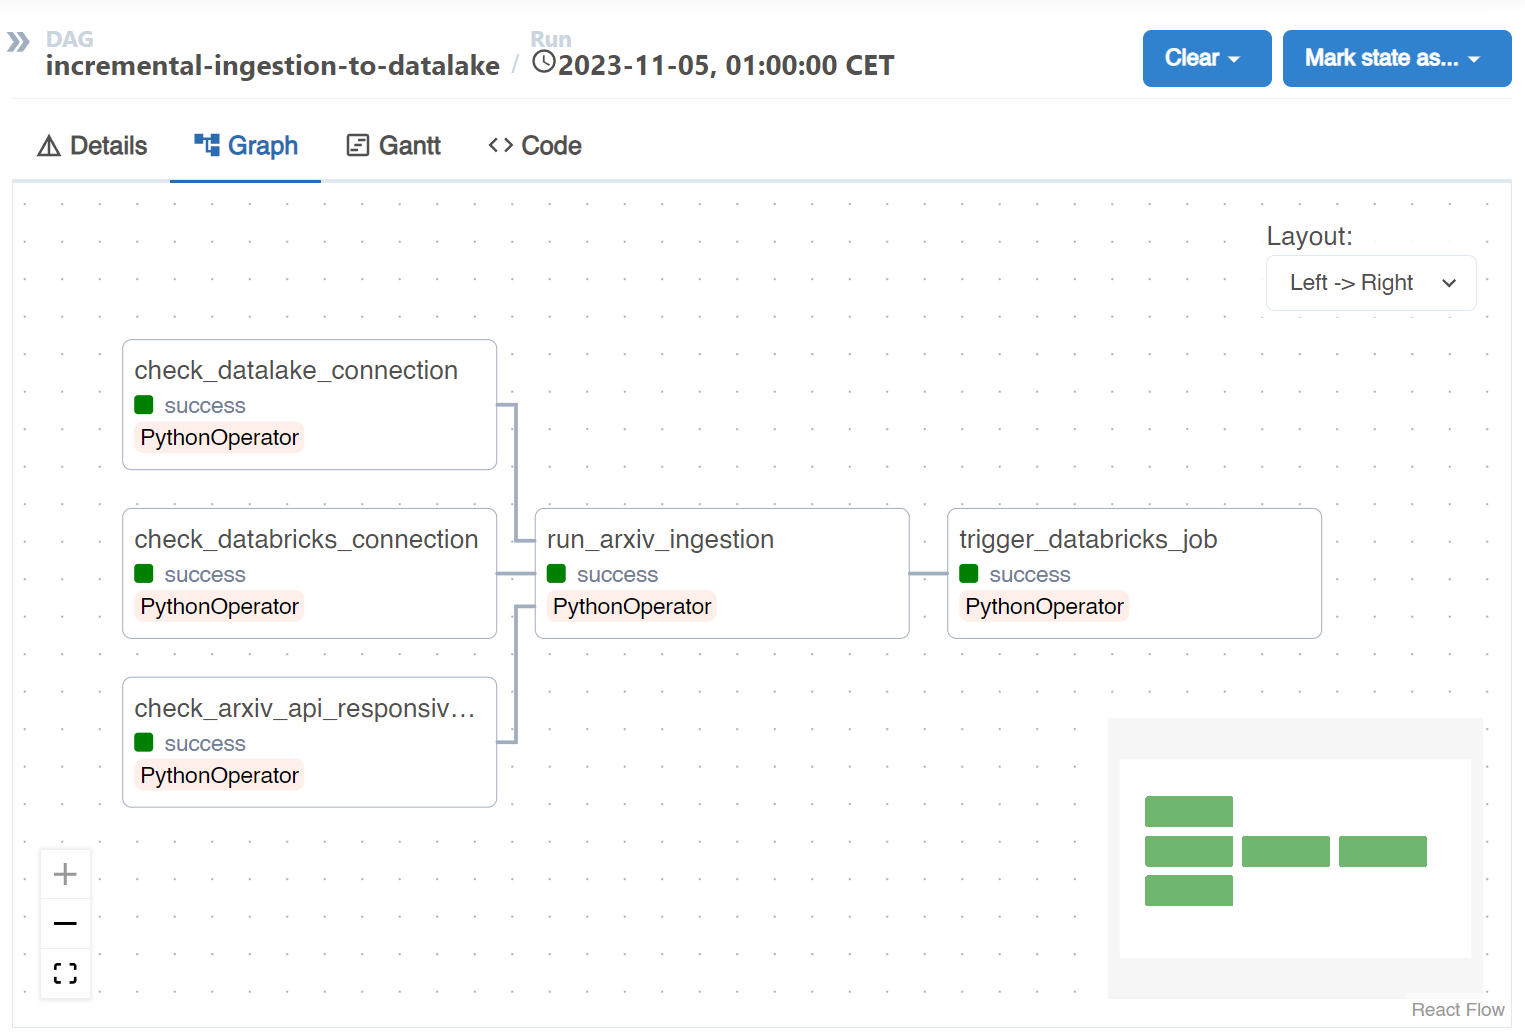 DAG
incremental-ingestion-to-datalake
/
Run
2023-11-05, 01:00:00 CET
Clear
Mark state as...
Details
Graph
Gantt
Code
Layout:
Left -> Right
check_datalake_connection
success
PythonOperator
check_databricks_connection
success
PythonOperator
check_arxiv_api_responsiv...
success
PythonOperator
run_arxiv_ingestion
success
PythonOperator
trigger_databricks_job
success
PythonOperator
React Flow